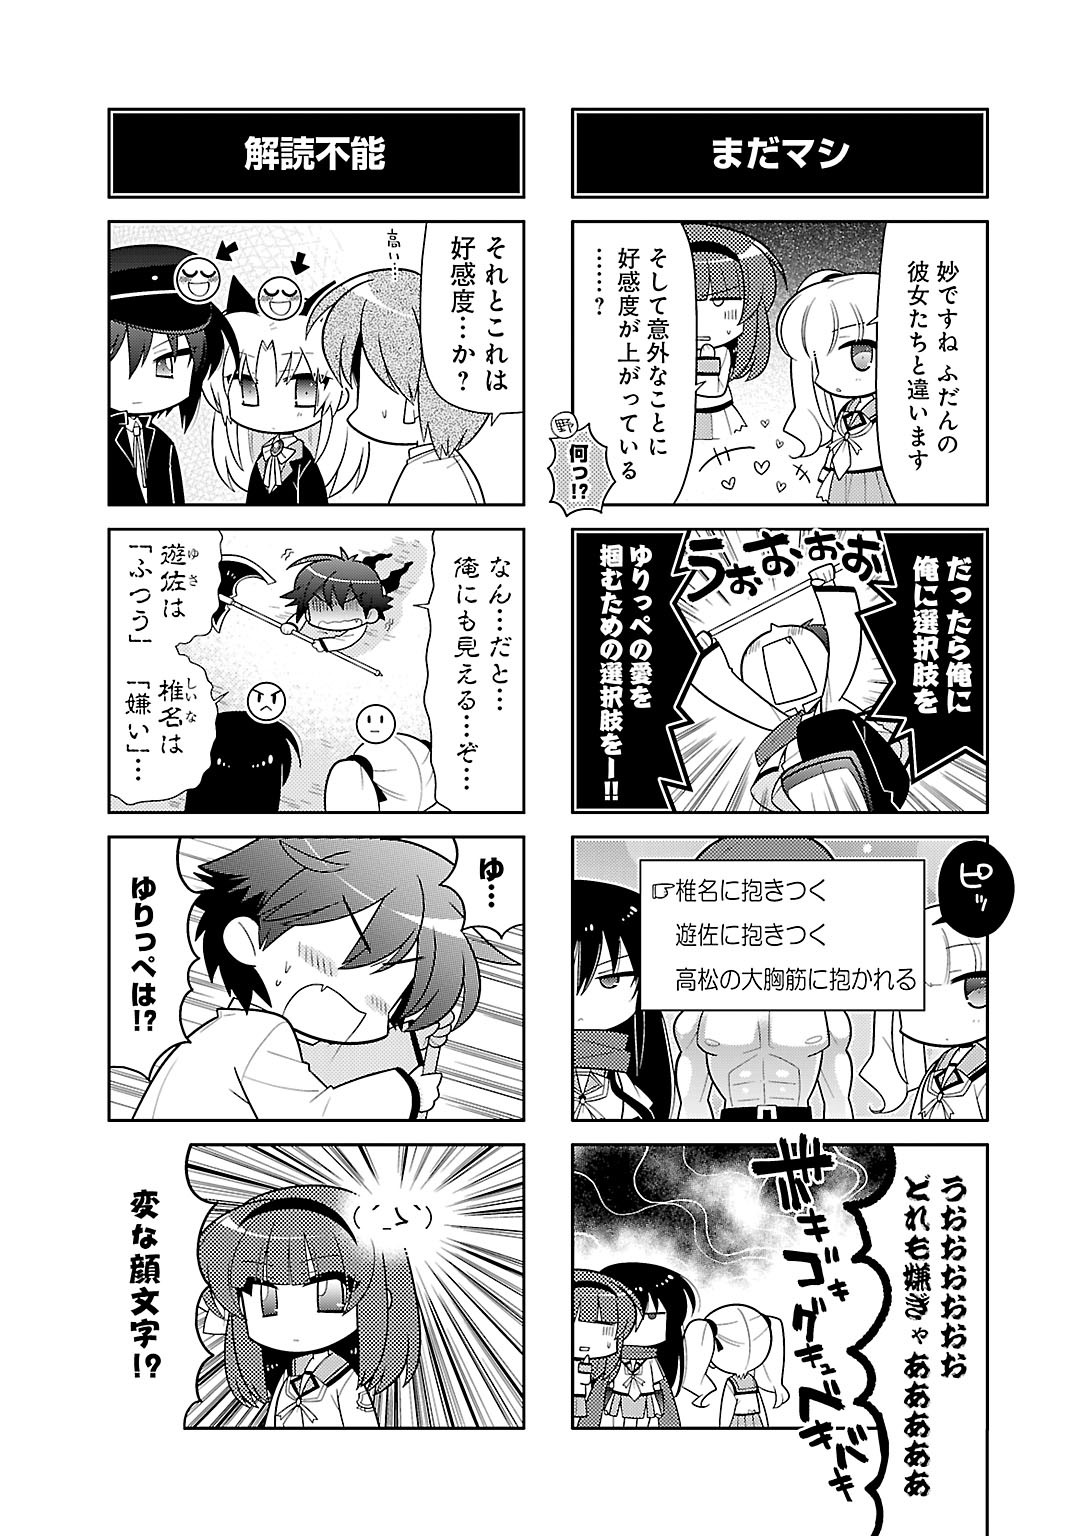 まだマシ
妙ですね ふだんの
彼女たちと違います
そして意外なことに
好感度が上がっている
……?
野
何っ!?
だったら俺に
俺に選択肢を
うおおおお
ゆりっぺの愛を
掴むための選択肢をー!!
ピッ
☞椎名に抱きつく
遊佐に抱きつく
高松の大胸筋に抱かれる
うおおおおおお
どれも嫌ぎゃああああああ
ボキゴキグキュベキバキ
解読不能
それとこれは
好感度…か?
高い…
なん…だと…
俺にも見える…ぞ…
遊佐は
ゆさ
「ふつう」
椎名は
しいな
「嫌い」…
ゆ…
ゆりっぺは!?
変な顔文字!?